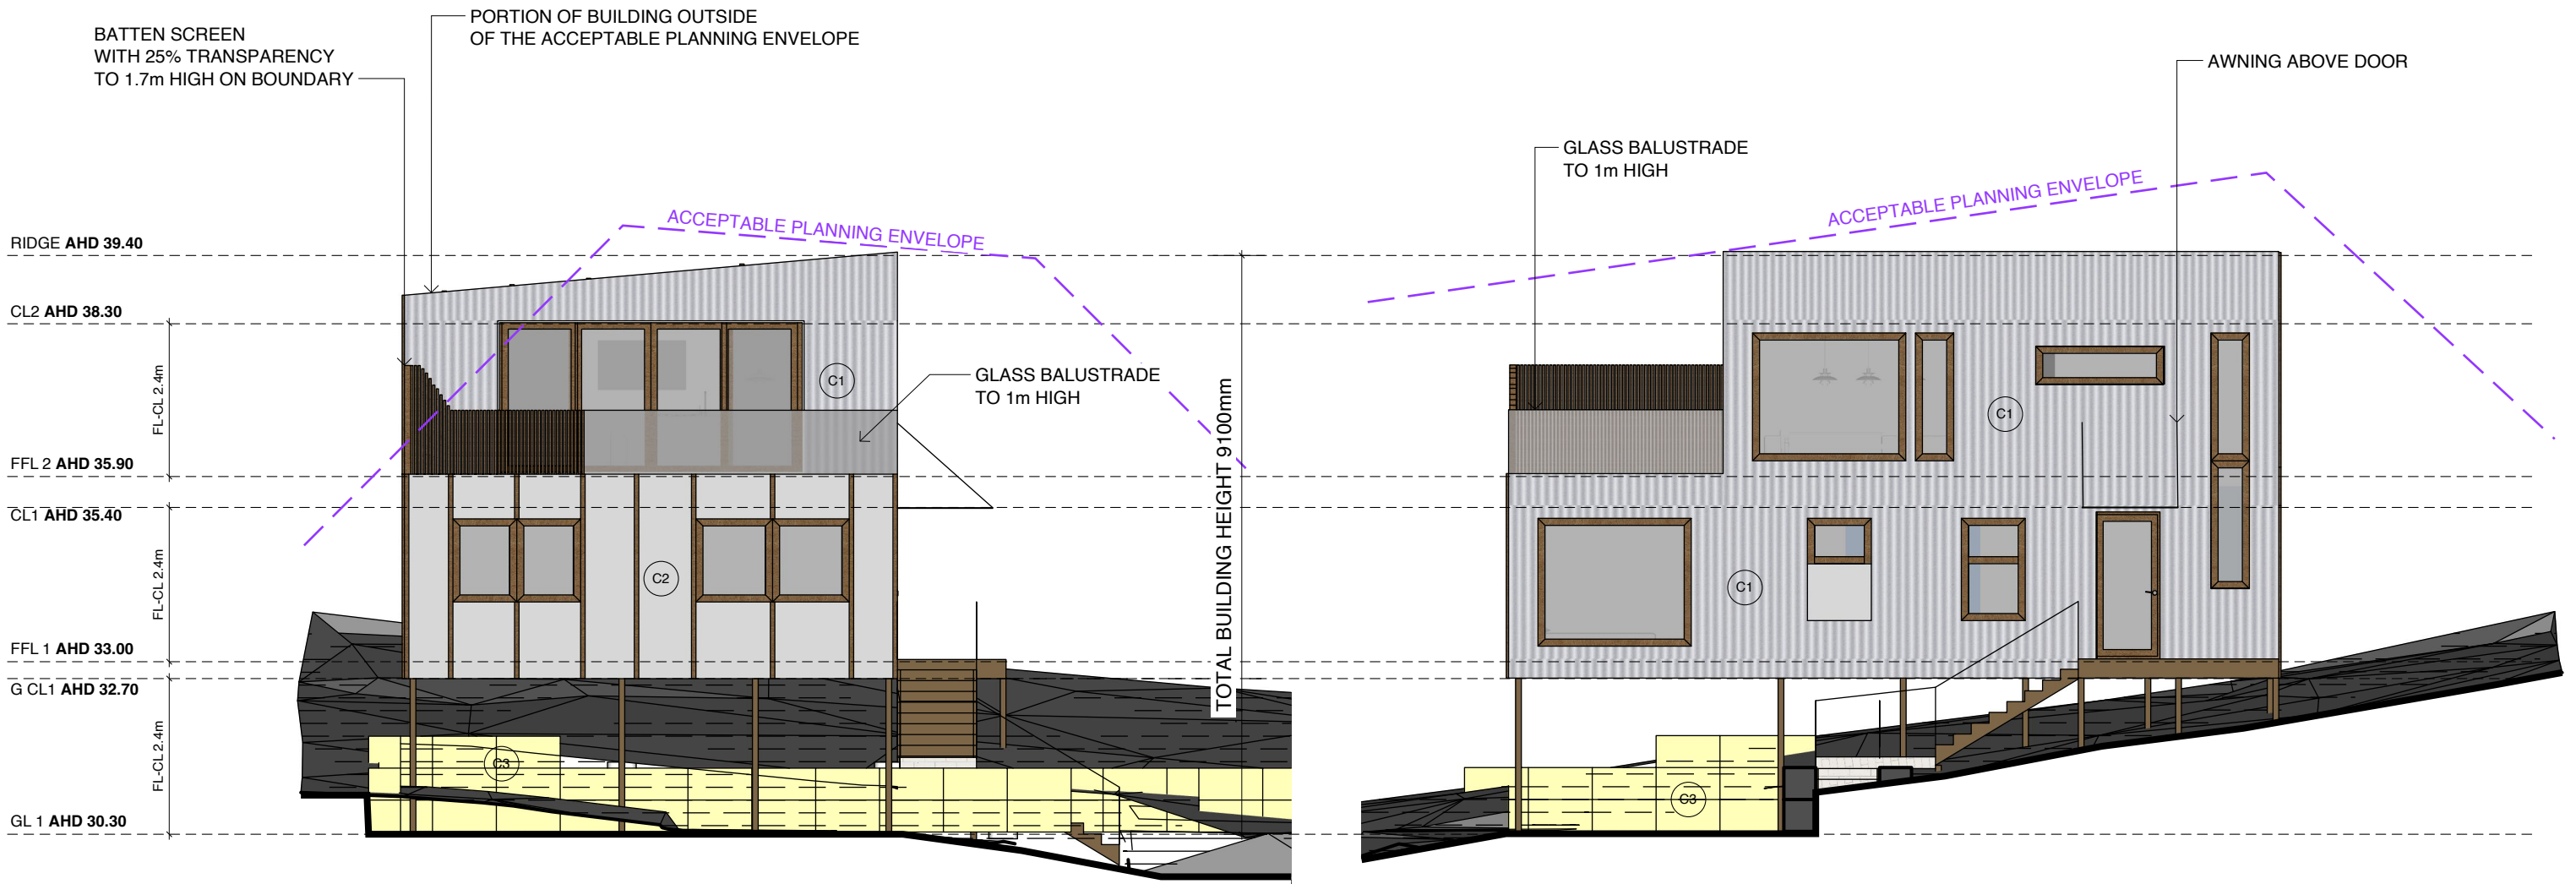 PORTION OF BUILDING OUTSIDE
OF THE ACCEPTABLE PLANNING ENVELOPE
BATTEN SCREEN
WITH 25% TRANSPARENCY
TO 1.7m HIGH ON BOUNDARY
AWNING ABOVE DOOR
GLASS BALUSTRADE
TO 1m HIGH
ACCEPTABLE PLANNING ENVELOPE
ACCEPTABLE PLANNING ENVELOPE
RIDGE AHD 39.40
CL2 AHD 38.30
FL-CL 2.4m
C1
GLASS BALUSTRADE
TO 1m HIGH
C1
FFL 2 AHD 35.90
CL1 AHD 35.40
FL-CL 2.4m
C2
TOTAL BUILDING HEIGHT 9100mm
C1
FFL 1 AHD 33.00
G CL1 AHD 32.70
FL-CL 2.4m
C3
C3
GL 1 AHD 30.30